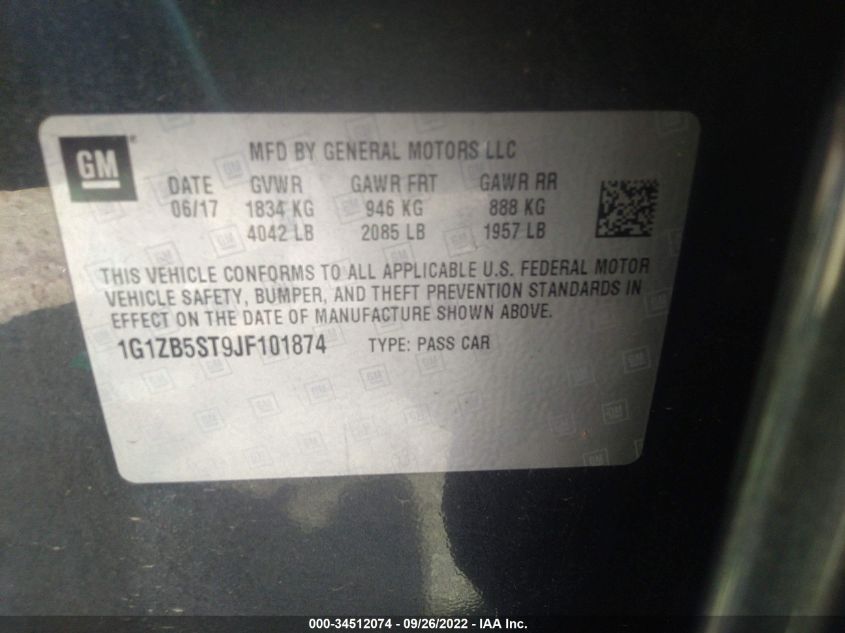 GM®
MFD BY GENERAL MOTORS LLC
DATE GVWR GAWR FRT GAWR RR
06/17 1834 KG 946 KG 888 KG
4042 LB 2085 LB 1957 LB
THIS VEHICLE CONFORMS TO ALL APPLICABLE U.S. FEDERAL MOTOR
VEHICLE SAFETY, BUMPER, AND THEFT PREVENTION STANDARDS IN
EFFECT ON THE DATE OF MANUFACTURE SHOWN ABOVE.
1G1ZB5ST9JF101874 TYPE: PASS CAR
000-34512074 - 09/26/2022 - IAA Inc.